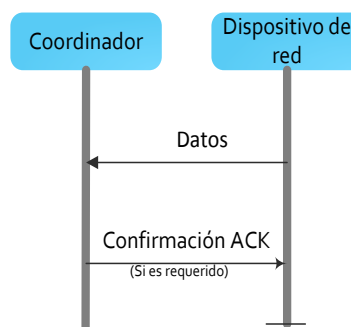 Coordinador
Dispositivo de
red
Datos
Confirmación ACK
(Si es requerido)